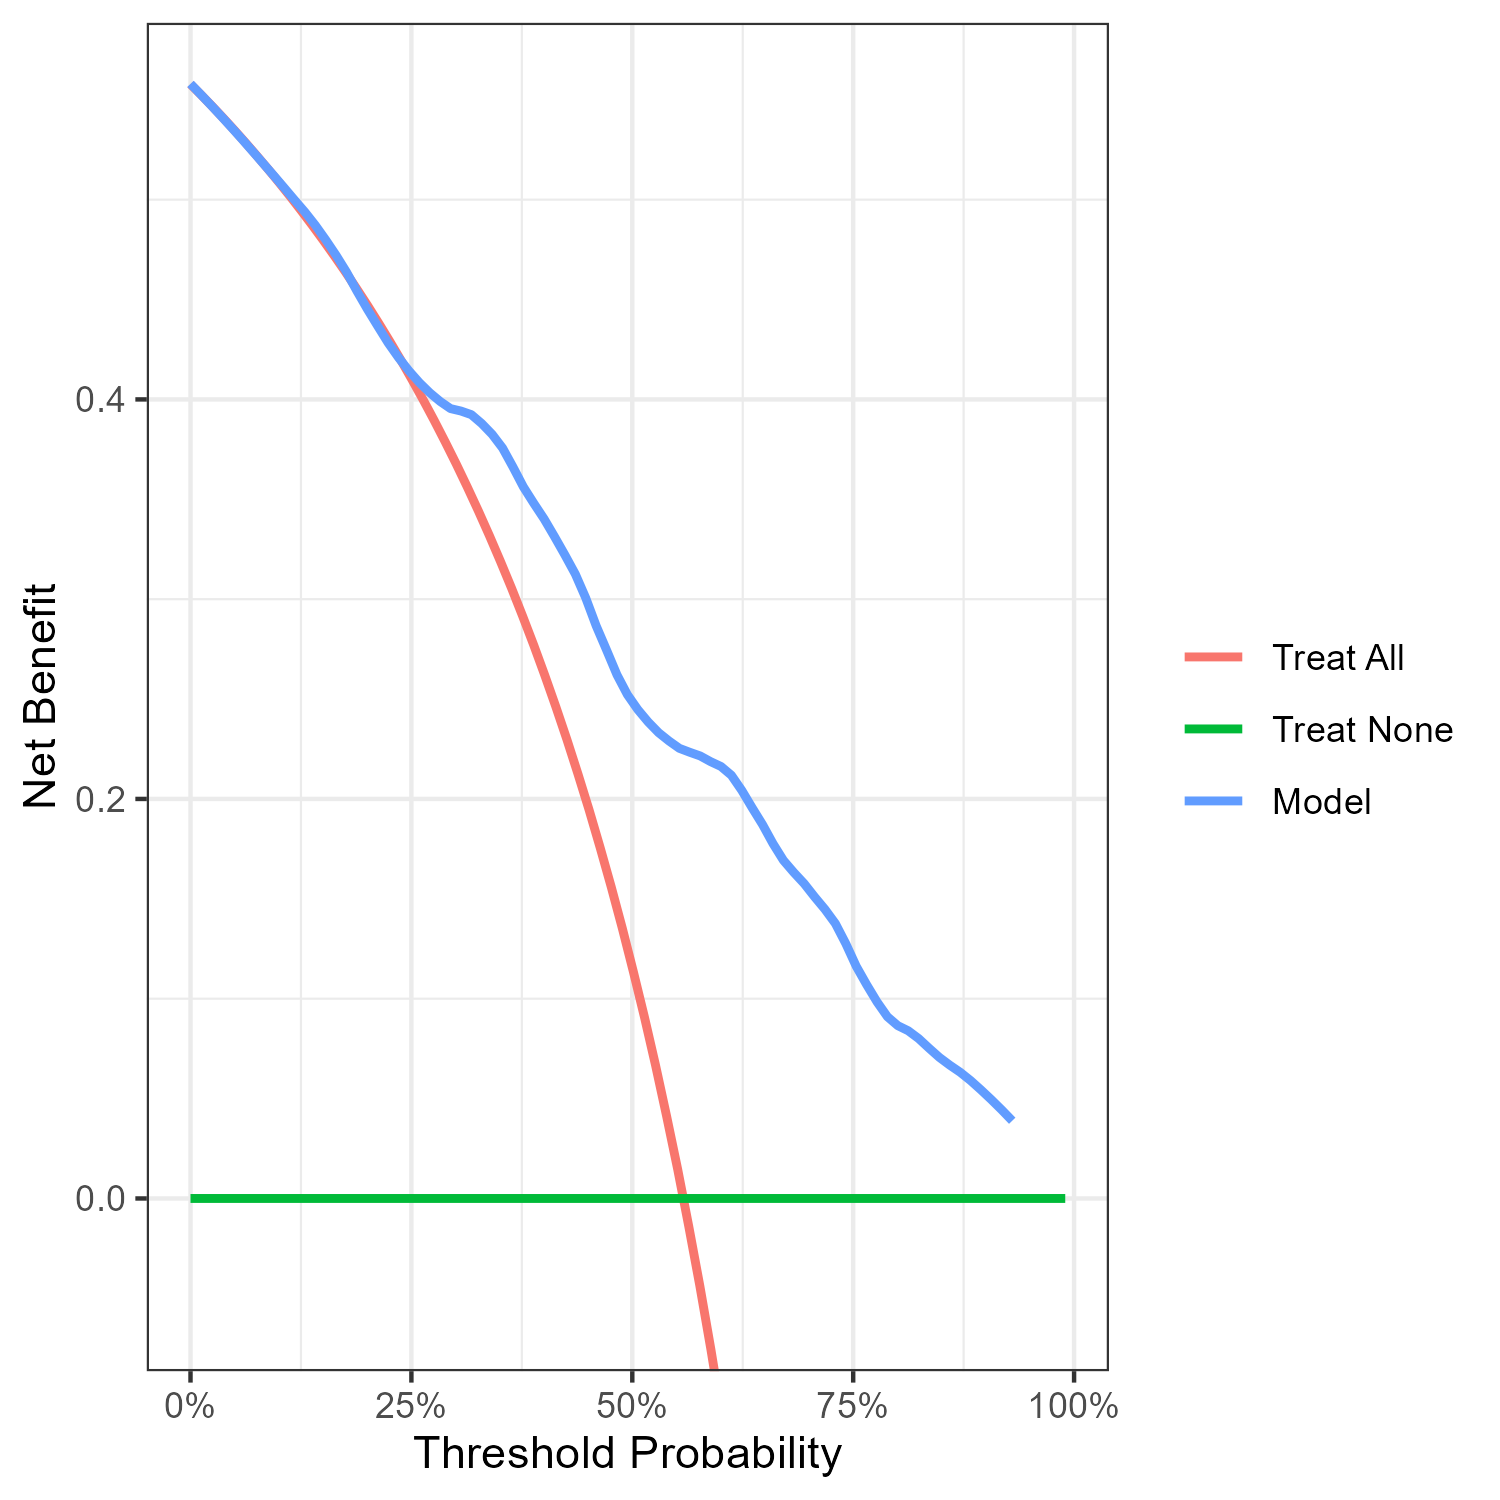 Net Benefit
0.4
0.2
0.0
0%
25%
50%
75%
100%
Threshold Probability
Treat All
Treat None
Model